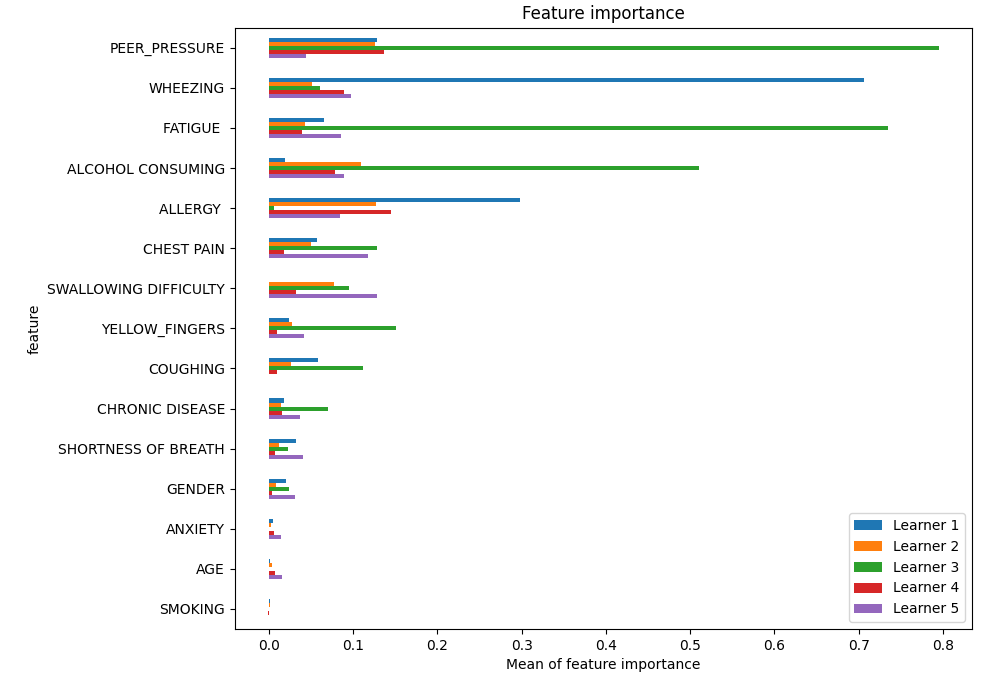 Feature importance
PEER_PRESSURE
WHEEZING
FATIGUE
ALCOHOL CONSUMING
ALLERGY
CHEST PAIN
SWALLOWING DIFFICULTY
YELLOW_FINGERS
COUGHING
CHRONIC DISEASE
SHORTNESS OF BREATH
GENDER
ANXIETY
AGE
SMOKING
feature
Learner 1
Learner 2
Learner 3
Learner 4
Learner 5
0.0 0.1 0.2 0.3 0.4 0.5 0.6 0.7 0.8
Mean of feature importance